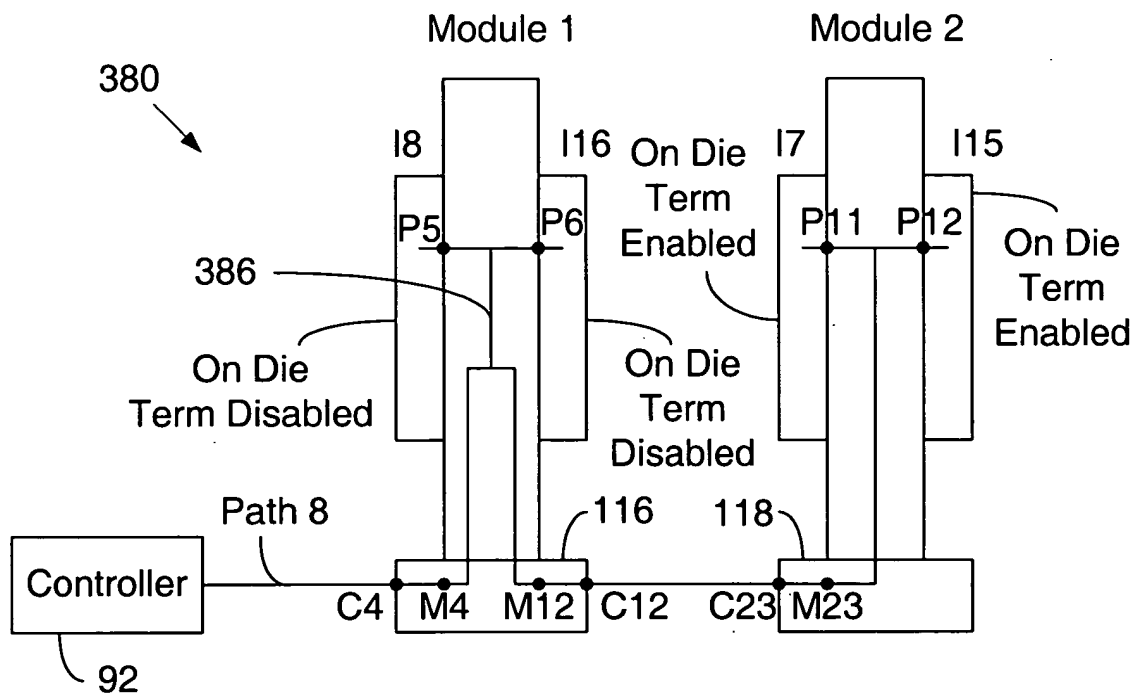 Module 1
Module 2
380
I8
I16
On Die
Term
Enabled
I7
I15
P5
P6
P11
P12
386
On Die
Term
Enabled
On Die
Term Disabled
On Die
Term
Disabled
Path 8
116
118
Controller
C4
M4
M12
C12
C23
M23
92